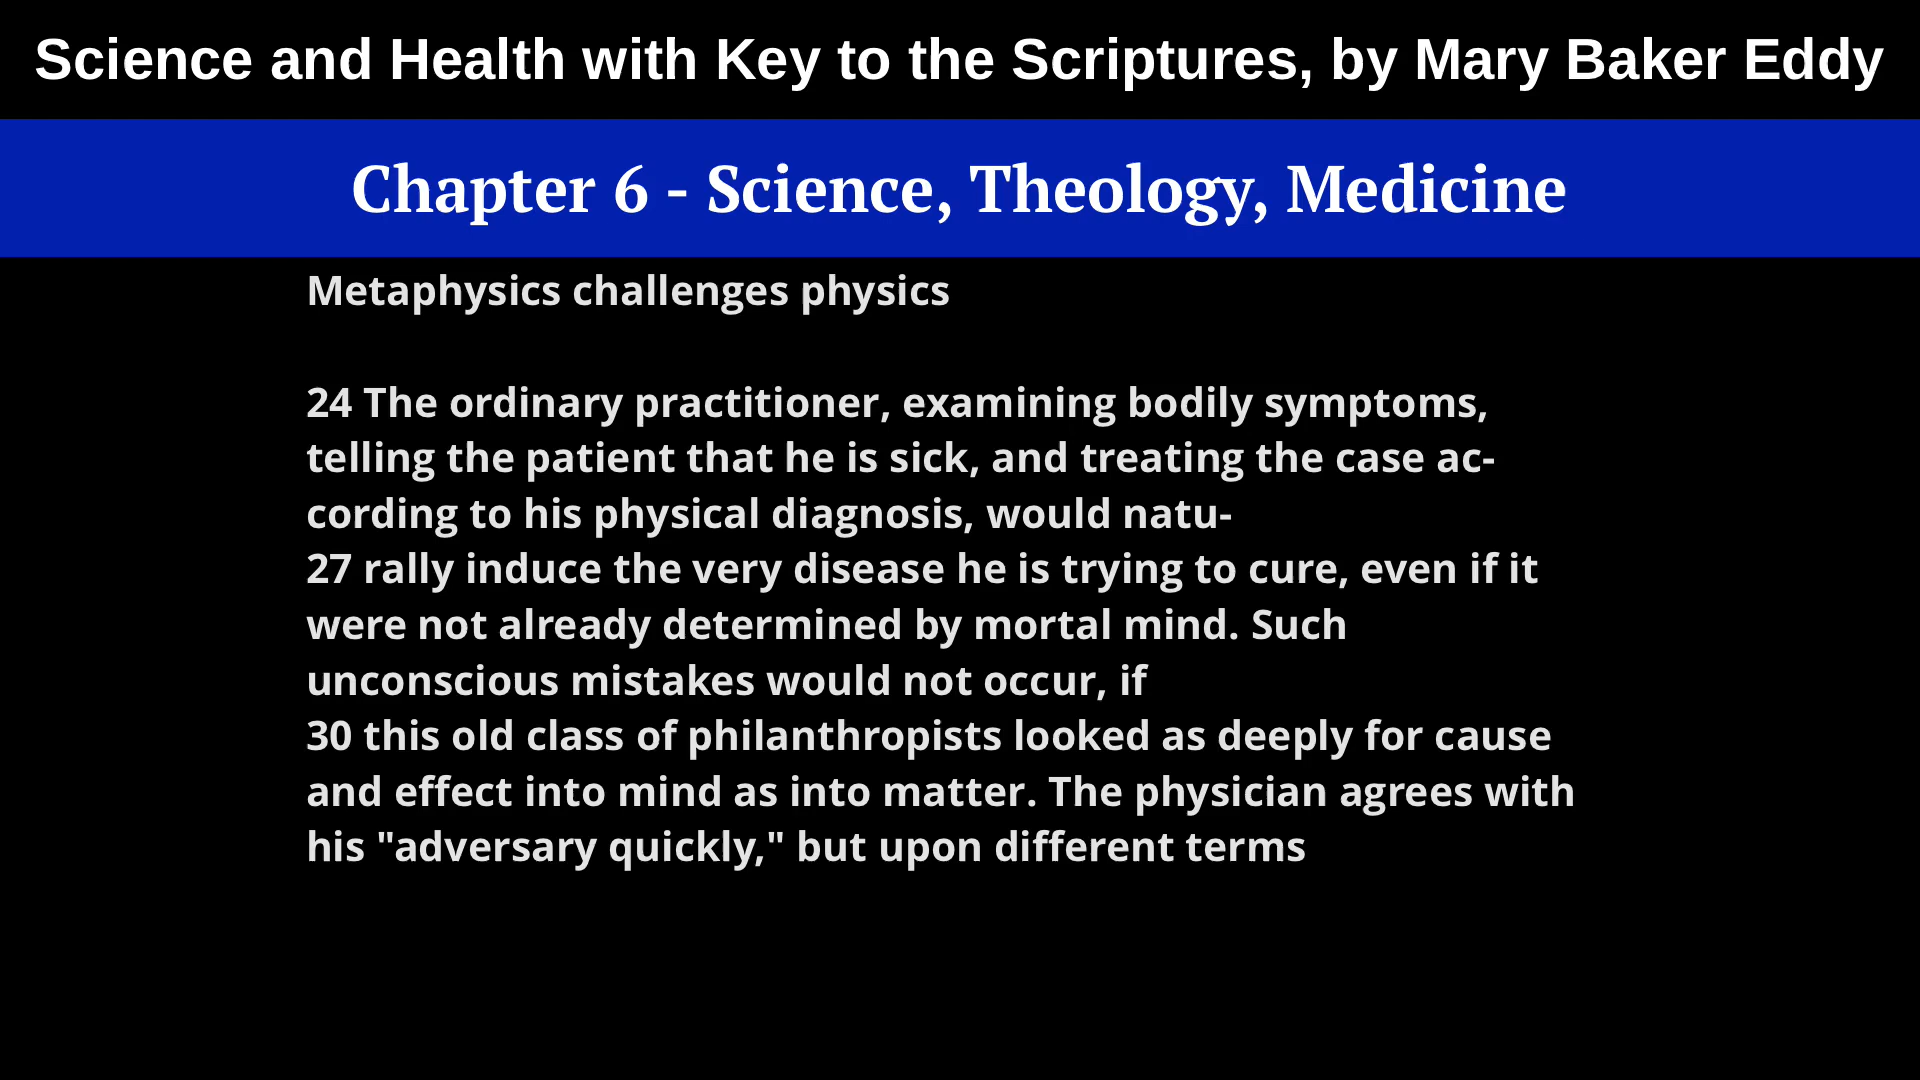 Science and Health with Key to the Scriptures, by Mary Baker Eddy
Chapter 6 - Science, Theology, Medicine
Metaphysics challenges physics
24 The ordinary practitioner, examining bodily symptoms,
telling the patient that he is sick, and treating the case ac-
cording to his physical diagnosis, would natu-
27 rally induce the very disease he is trying to cure, even if it
were not already determined by mortal mind. Such
unconscious mistakes would not occur, if
30 this old class of philanthropists looked as deeply for cause
and effect into mind as into matter. The physician agrees with
his "adversary quickly," but upon different terms